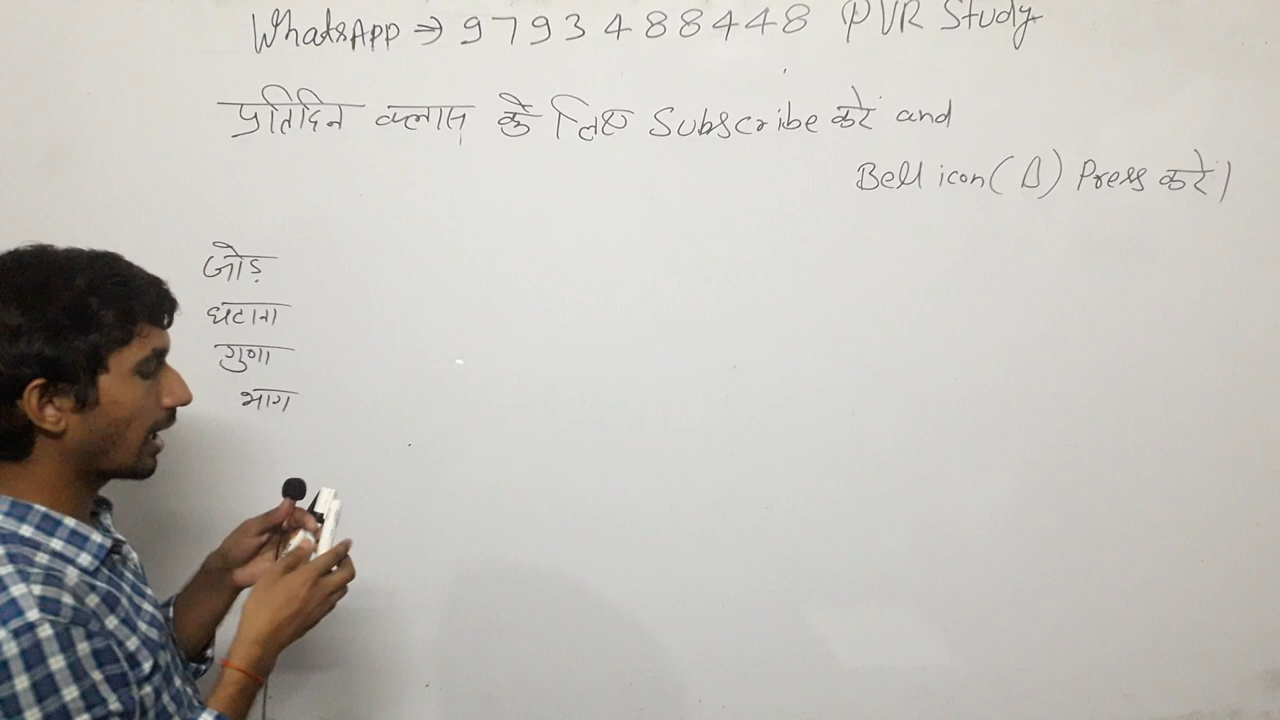 WhatsApp ⇒ 9793488448 PVR Study
प्रतिदिन क्लास के लिए Subscribe करे and
Bell icon (🔔) Press करे।
जोड़
घटाना
गुणा
भाग